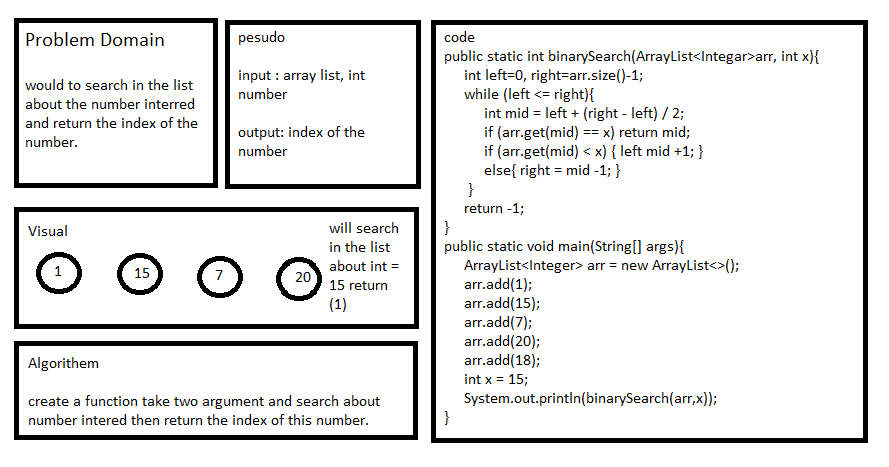 Problem Domain
would to search in the list
about the number interred
and return the index of the
number.
pesudo
input : array list, int
number
output: index of the
number
Visual
1
15
7
20
will search
in the list
about int =
15 return
(1)
Algorithem
create a function take two argument and search about
number intered then return the index of this number.
code
public static int binarySearch(ArrayList<Integar>arr, int x){
int left=0, right=arr.size()-1;
while (left <= right){
int mid = left + (right - left) / 2;
if (arr.get(mid) == x) return mid;
if (arr.get(mid) < x) { left mid +1; }
else{ right = mid -1; }
}
return -1;
}
public static void main(String[] args){
ArrayList<Integer> arr = new ArrayList<>();
arr.add(1);
arr.add(15);
arr.add(7);
arr.add(20);
arr.add(18);
int x = 15;
System.out.println(binarySearch(arr,x));
}